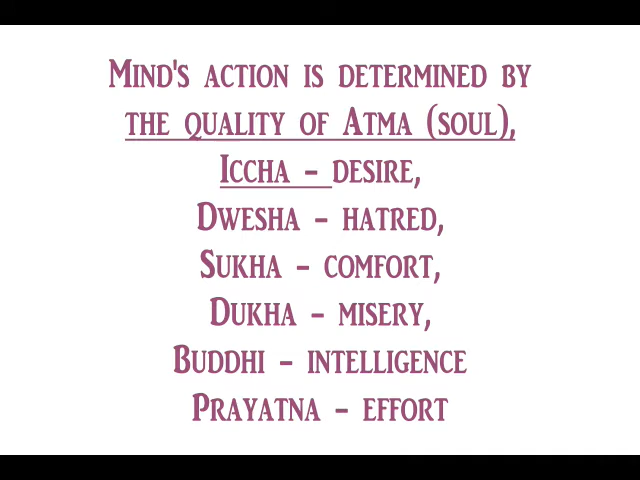 Mind's action is determined by
the quality of Atma (soul),
Iccha - desire,
Dwesha - hatred,
Sukha - comfort,
Dukha - misery,
Buddhi - intelligence
Prayatna - effort